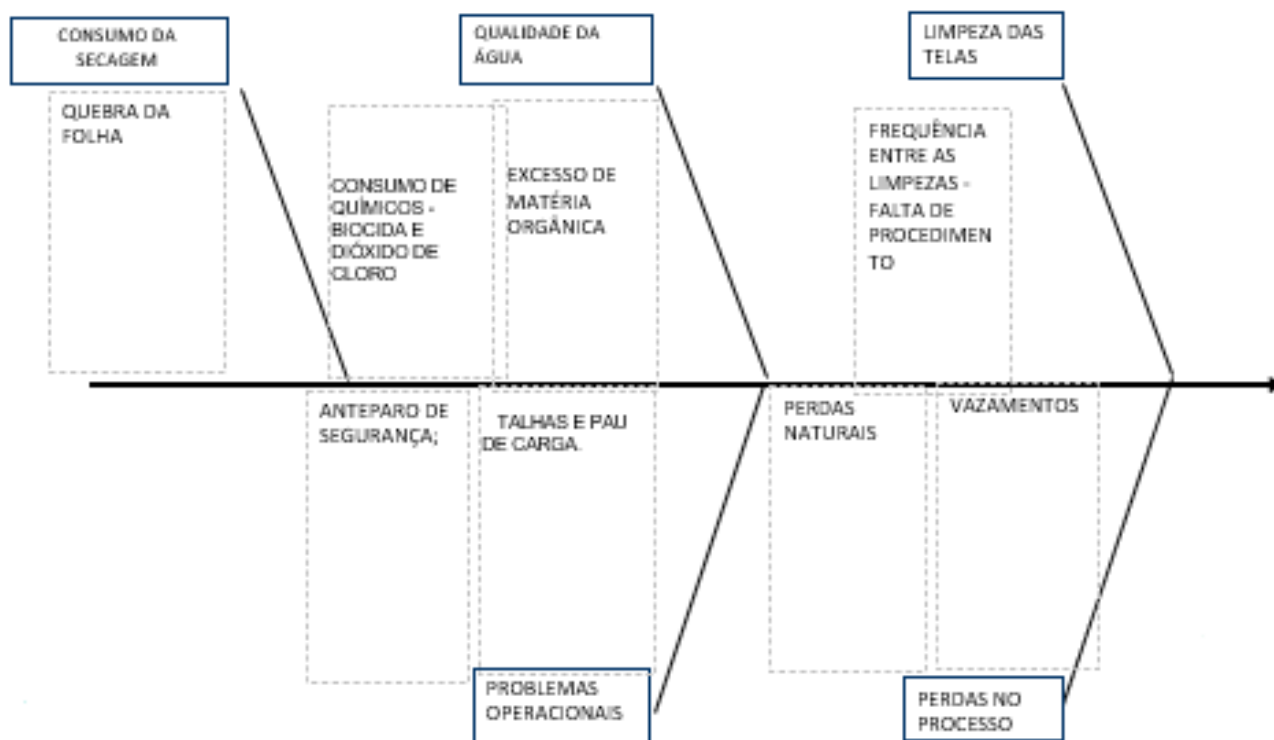 CONSUMO DA
SECAGEM
QUALIDADE DA
ÁGUA
LIMPEZA DAS
TELAS
QUEBRA DA
FOLHA
CONSUMO DE
QUÍMICOS -
BIOCIDA E
DIÓXIDO DE
CLORO
EXCESSO DE
MATÉRIA
ORGÂNICA
FREQUÊNCIA
ENTRE AS
LIMPEZAS -
FALTA DE
PROCEDIMEN
TO
ANTEPARO DE
SEGURANÇA;
TALHAS E PAU
DE CARGA.
PERDAS
NATURAIS
VAZAMENTOS
PROBLEMAS
OPERACIONAIS
PERDAS NO
PROCESSO